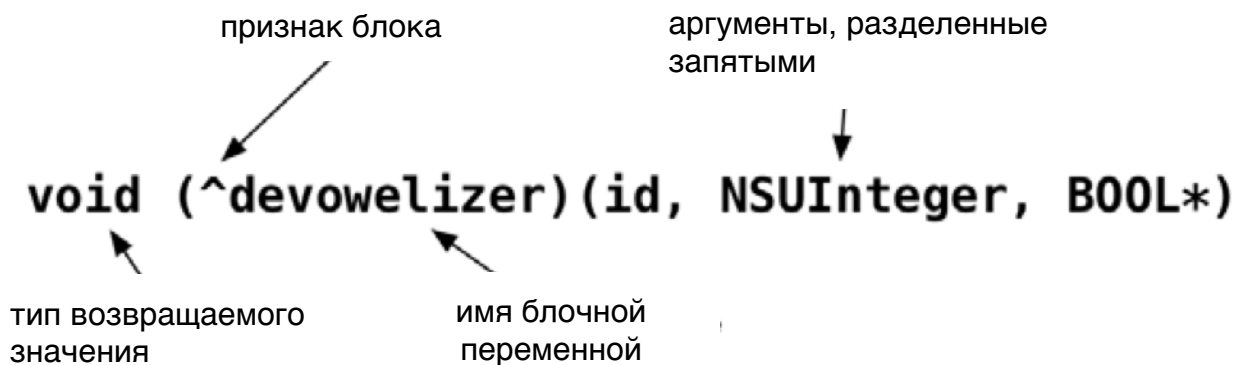 признак блока
аргументы, разделенные
запятыми
void (^devowelizer)(id, NSUInteger, BOOL*)
тип возвращаемого
значения
имя блочной
переменной